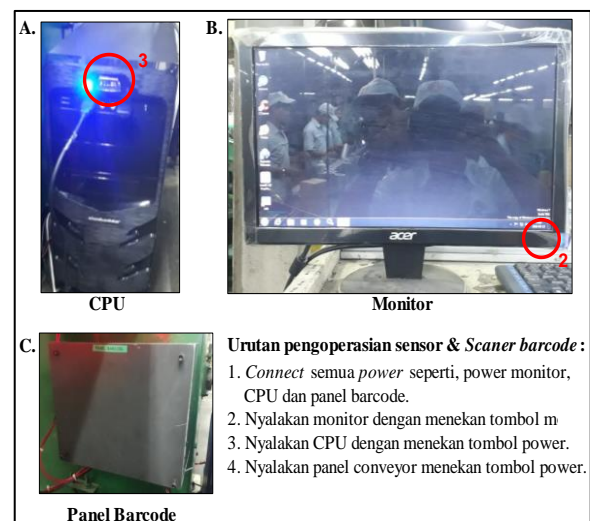 A.
3
CPU
B.
acer
2
Monitor
C.
Panel Barcode
Urutan pengoperasian sensor & Scaner barcode :
1. Connect semua power seperti, power monitor,
CPU dan panel barcode.
2. Nyalakan monitor dengan menekan tombol
3. Nyalakan CPU dengan menekan tombol power.
4. Nyalakan panel conveyor menekan tombol power.